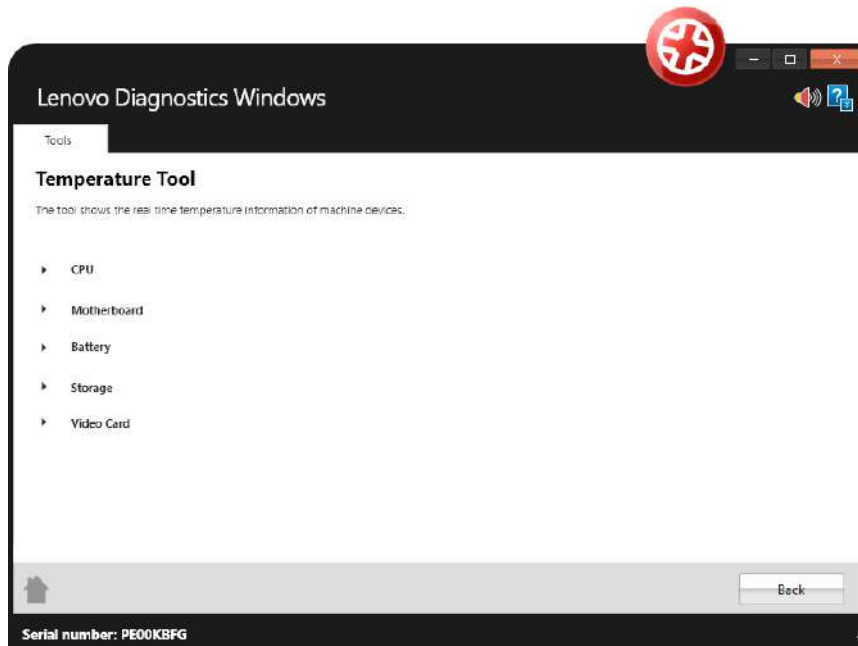 Lenovo Diagnostics Windows
Tools
Temperature Tool
The tool shows the real time temperature information of machine devices.
CPU
Motherboard
Battery
Storage
Video Card
Back
Serial number: PE00KBFG